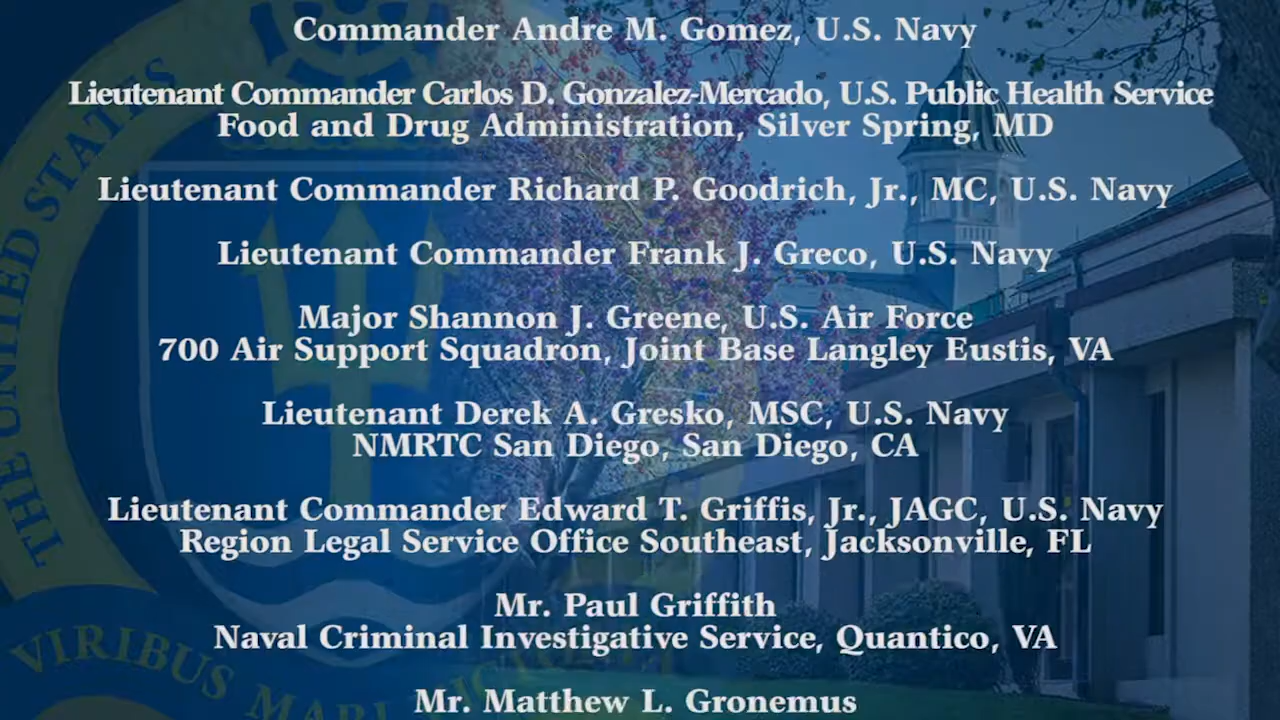 Commander Andre M. Gomez, U.S. Navy
Lieutenant Commander Carlos D. Gonzalez-Mercado, U.S. Public Health Service
Food and Drug Administration, Silver Spring, MD
Lieutenant Commander Richard P. Goodrich, Jr., MC, U.S. Navy
Lieutenant Commander Frank J. Greco, U.S. Navy
Major Shannon J. Greene, U.S. Air Force
700 Air Support Squadron, Joint Base Langley Eustis, VA
Lieutenant Derek A. Gresko, MSC, U.S. Navy
NMRTC San Diego, San Diego, CA
Lieutenant Commander Edward T. Griffis, Jr., JAGC, U.S. Navy
Region Legal Service Office Southeast, Jacksonville, FL
Mr. Paul Griffith
Naval Criminal Investigative Service, Quantico, VA
Mr. Matthew L. Gronemus
THE UNITED STATES
VIRIBUS